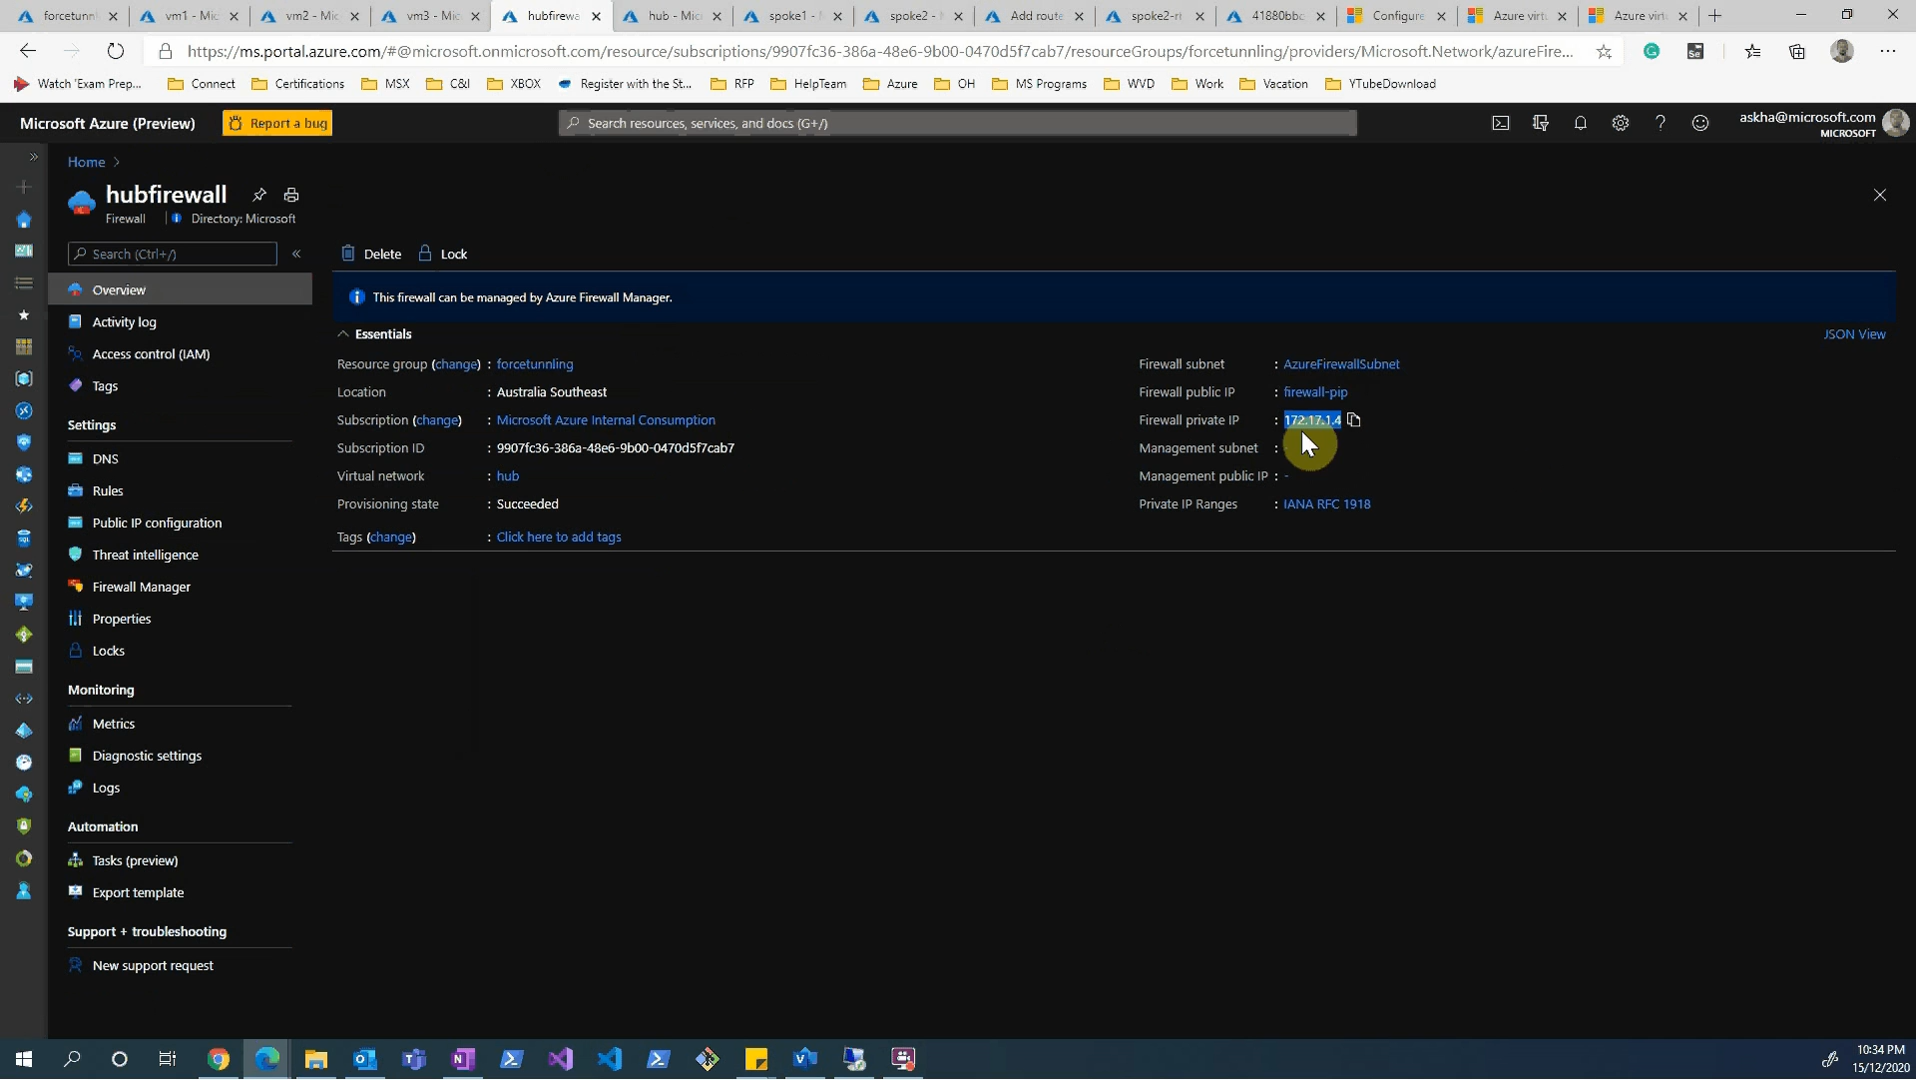 forcetunnl
vm1 - Mic
vm2 - Mic
vm3 - Mic
hubfirewa
hub - Micr
spoke1 - M
spoke2 - M
Add route
spoke2-rt
41880bbc
Configure
Azure virtu
Azure virtu
https://ms.portal.azure.com/#@microsoft.onmicrosoft.com/resource/subscriptions/9907fc36-386a-48e6-9b00-0470d5f7cab7/resourceGroups/forcetunnling/providers/Microsoft.Network/azureFire...
Watch 'Exam Prep...
Connect
Certifications
MSX
C&I
XBOX
Register with the St...
RFP
HelpTeam
Azure
OH
MS Programs
WVD
Work
Vacation
YTubeDownload
Microsoft Azure (Preview)
Report a bug
Search resources, services, and docs (G+/)
askha@microsoft.com
MICROSOFT
Home
hubfirewall
Firewall
Directory: Microsoft
Search (Ctrl+/)
Delete
Lock
Overview
Activity log
Access control (IAM)
Tags
Settings
DNS
Rules
Public IP configuration
Threat intelligence
Firewall Manager
Properties
Locks
Monitoring
Metrics
Diagnostic settings
Logs
Automation
Tasks (preview)
Export template
Support + troubleshooting
New support request
This firewall can be managed by Azure Firewall Manager.
Essentials
JSON View
Resource group (change) : forcetunnling
Location : Australia Southeast
Subscription (change) : Microsoft Azure Internal Consumption
Subscription ID : 9907fc36-386a-48e6-9b00-0470d5f7cab7
Virtual network : hub
Provisioning state : Succeeded
Tags (change) : Click here to add tags
Firewall subnet : AzureFirewallSubnet
Firewall public IP : firewall-pip
Firewall private IP : 172.17.1.4
Management subnet :
Management public IP : -
Private IP Ranges : IANA RFC 1918
10:34 PM
15/12/2020